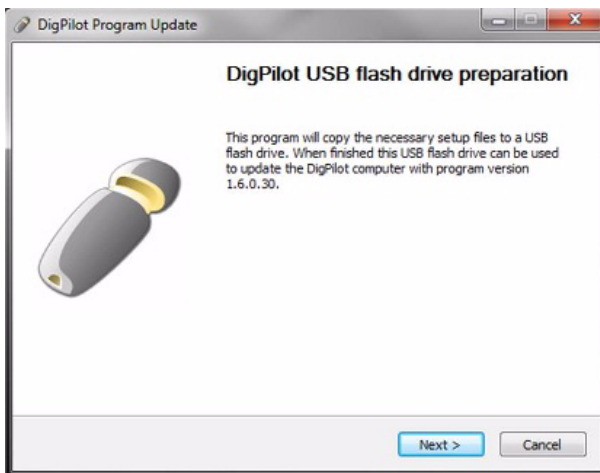 DigPilot Program Update
DigPilot USB flash drive preparation
This program will copy the necessary setup files to a USB
flash drive. When finished this USB flash drive can be used
to update the DigPilot computer with program version
1.6.0.30.
Next >
Cancel